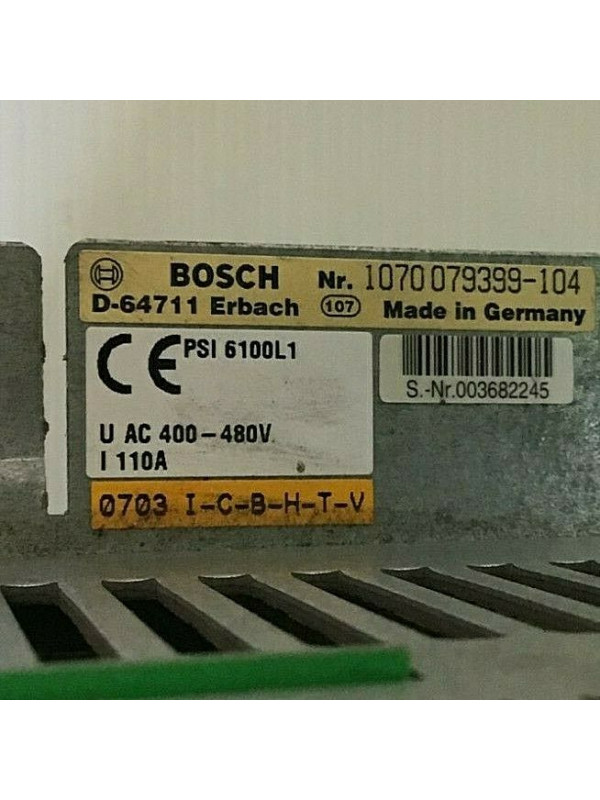 BOSCH Nr. 1070 079399-104
D-64711 Erbach 107 Made in Germany
CE PSI 6100L1
S.-Nr.003682245
U AC 400-480V
I 110A
0703 I-C-B-H-T-V